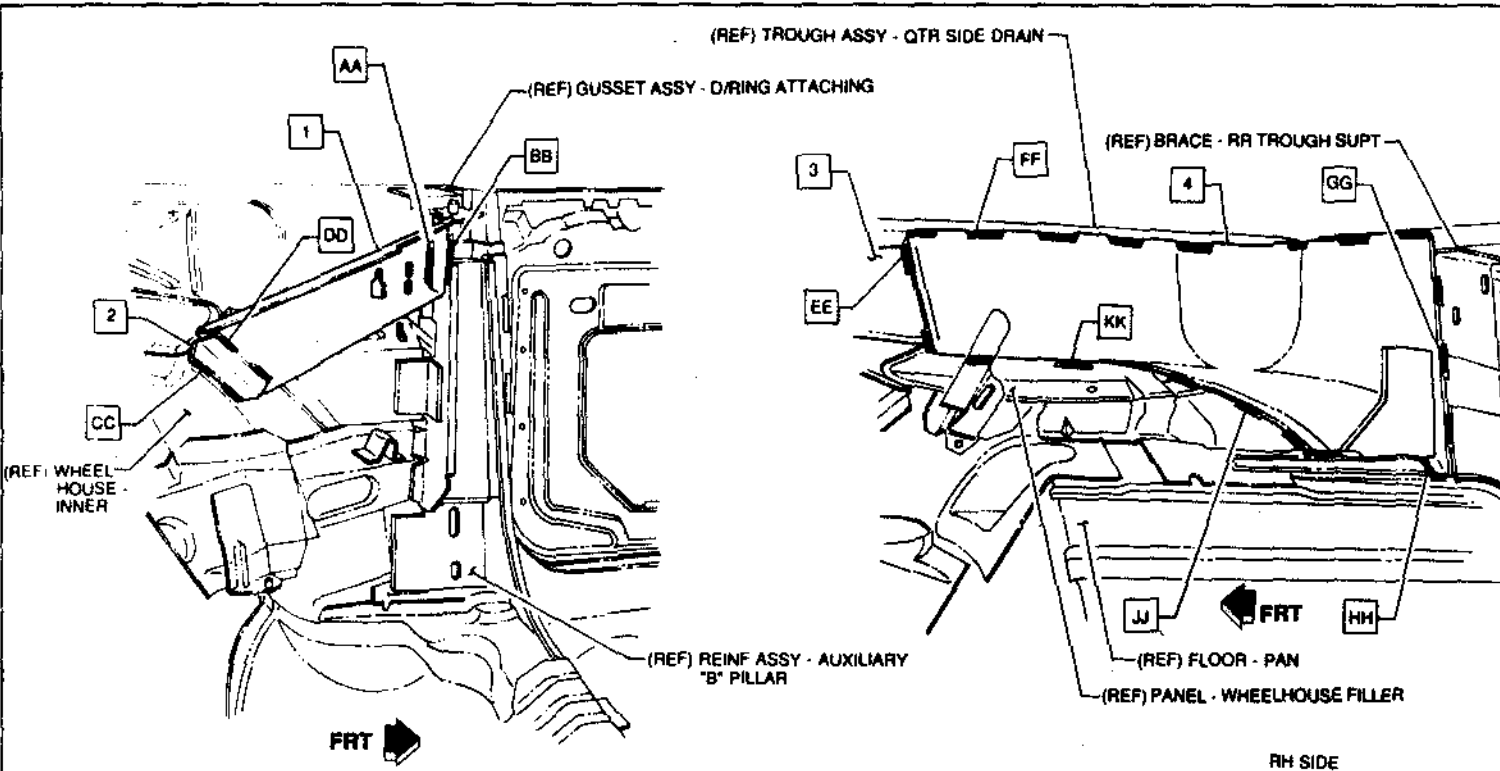 (REF) TROUGH ASSY - QTR SIDE DRAIN
AA
(REF) GUSSET ASSY - D/RING ATTACHING
1
BB
(REF) BRACE - RR TROUGH SUPT
3
FF
4
GG
DD
2
EE
KK
CC
(REF) WHEEL
HOUSE -
INNER
JJ
FRT
HH
(REF) REINF ASSY - AUXILIARY
"B" PILLAR
(REF) FLOOR - PAN
(REF) PANEL - WHEELHOUSE FILLER
FRT
RH SIDE